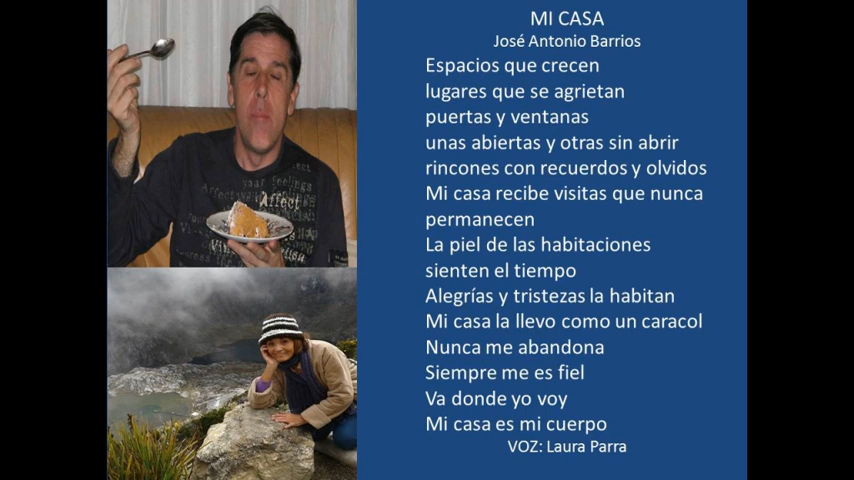 MI CASA
José Antonio Barrios
Espacios que crecen
lugares que se agrietan
puertas y ventanas
unas abiertas y otras sin abrir
rincones con recuerdos y olvidos
Mi casa recibe visitas que nunca
permanecen
La piel de las habitaciones
sienten el tiempo
Alegrías y tristezas la habitan
Mi casa la llevo como un caracol
Nunca me abandona
Siempre me es fiel
Va donde yo voy
Mi casa es mi cuerpo
VOZ: Laura Parra
your feelings
Affect